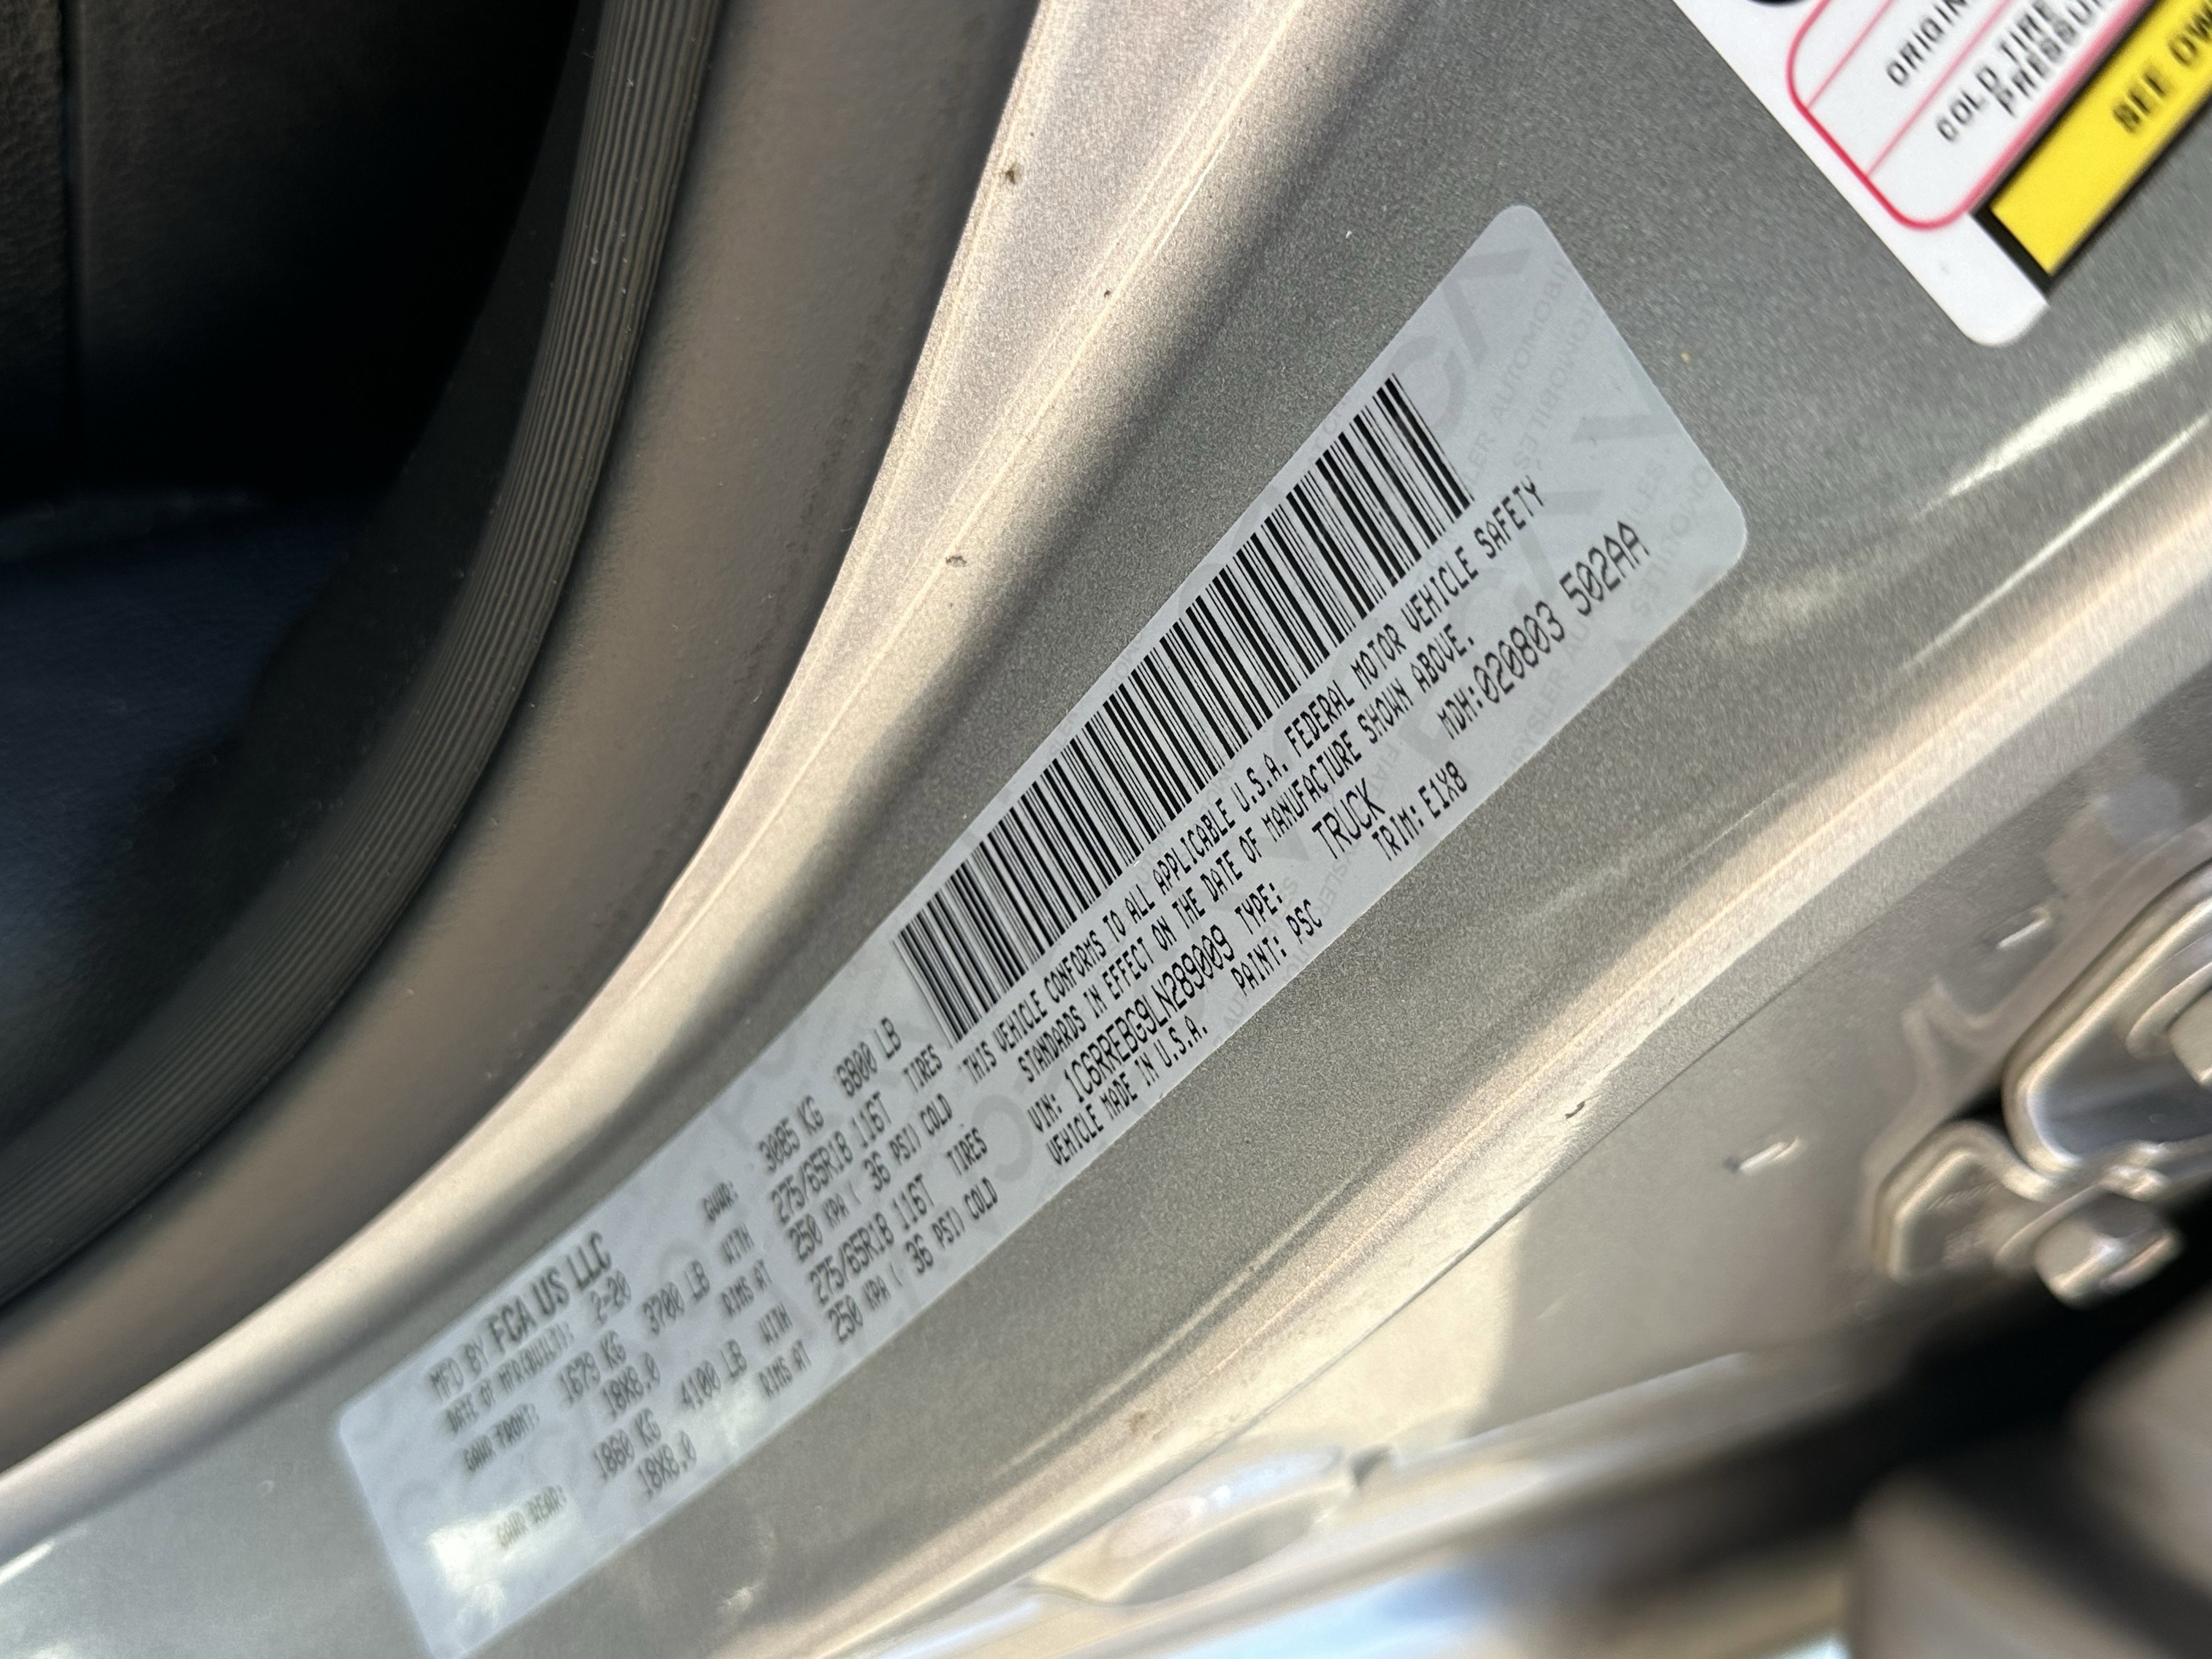 MFD BY FCA US LLC
DATE OF MFR(BUILT): 2-20 GVWR: 3085 KG 6800 LB
GAWR FRONT: 1679 KG 3700 LB WITH 275/65R18 116T TIRES
18X8.0 RIMS AT 250 KPA ( 36 PSI) COLD
GAWR REAR: 1860 KG 4100 LB WITH 275/65R18 116T TIRES
18X8.0 RIMS AT 250 KPA ( 36 PSI) COLD
THIS VEHICLE CONFORMS TO ALL APPLICABLE U.S.A. FEDERAL MOTOR VEHICLE SAFETY
STANDARDS IN EFFECT ON THE DATE OF MANUFACTURE SHOWN ABOVE.
MDH: 020803 502AA
VIN: 1C6RREBG9LN289009 TYPE: TRUCK
VEHICLE MADE IN U.S.A. PAINT: PSC TRIM: E1X8
COLD TIRE
SEE